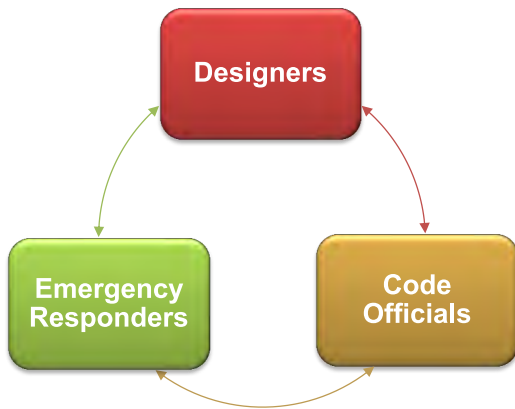 Designers
Emergency
Responders
Code
Officials